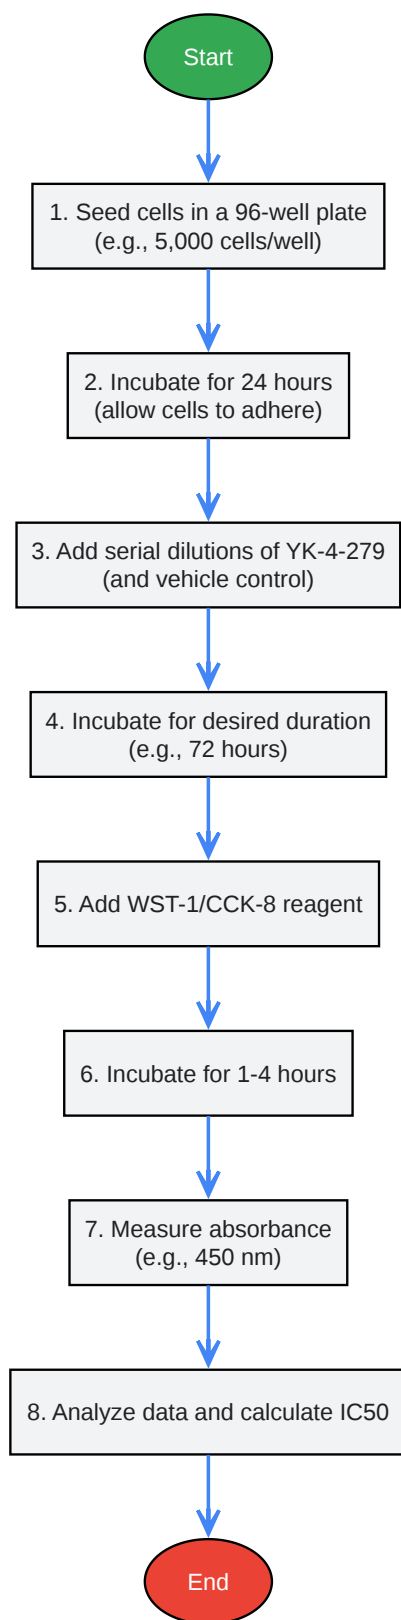 Start
1. Seed cells in a 96-well plate
(e.g., 5,000 cells/well)
2. Incubate for 24 hours
(allow cells to adhere)
3. Add serial dilutions of YK-4-279
(and vehicle control)
4. Incubate for desired duration
(e.g., 72 hours)
5. Add WST-1/CCK-8 reagent
6. Incubate for 1-4 hours
7. Measure absorbance
(e.g., 450 nm)
8. Analyze data and calculate IC50
End